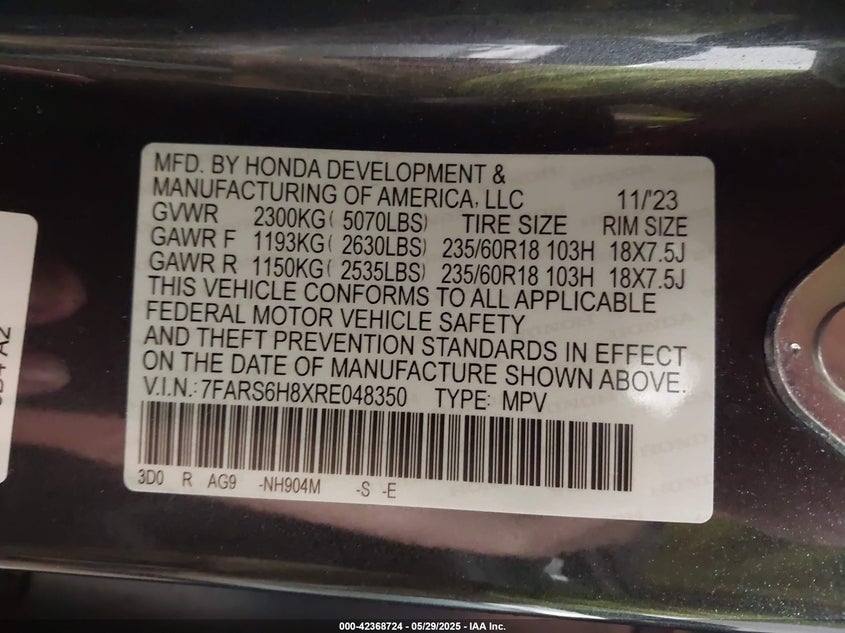 MFD. BY HONDA DEVELOPMENT &
MANUFACTURING OF AMERICA, LLC 11/'23
GVWR 2300KG( 5070LBS) TIRE SIZE RIM SIZE
GAWR F 1193KG( 2630LBS) 235/60R18 103H 18X7.5J
GAWR R 1150KG( 2535LBS) 235/60R18 103H 18X7.5J
THIS VEHICLE CONFORMS TO ALL APPLICABLE
FEDERAL MOTOR VEHICLE SAFETY
AND THEFT PREVENTION STANDARDS IN EFFECT
ON THE DATE OF MANUFACTURE SHOWN ABOVE.
V.I.N.:7FARS6H8XRE048350 TYPE: MPV
3D0 R AG9 -NH904M -S -E
000-42368724 - 05/29/2025 - IAA Inc.